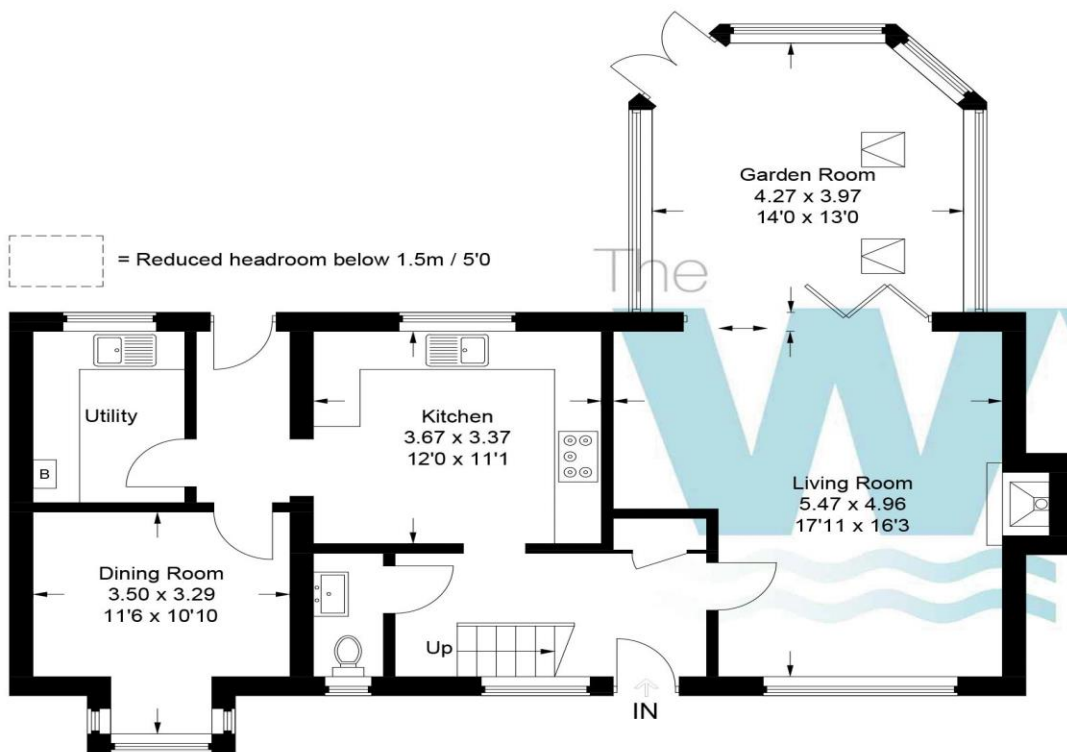 Garden Room
4.27 x 3.97
14'0 x 13'0
The
= Reduced headroom below 1.5m / 5'0
W
Utility
B
Kitchen
3.67 x 3.37
12'0 x 11'1
Living Room
5.47 x 4.96
17'11 x 16'3
Dining Room
3.50 x 3.29
11'6 x 10'10
Up
IN